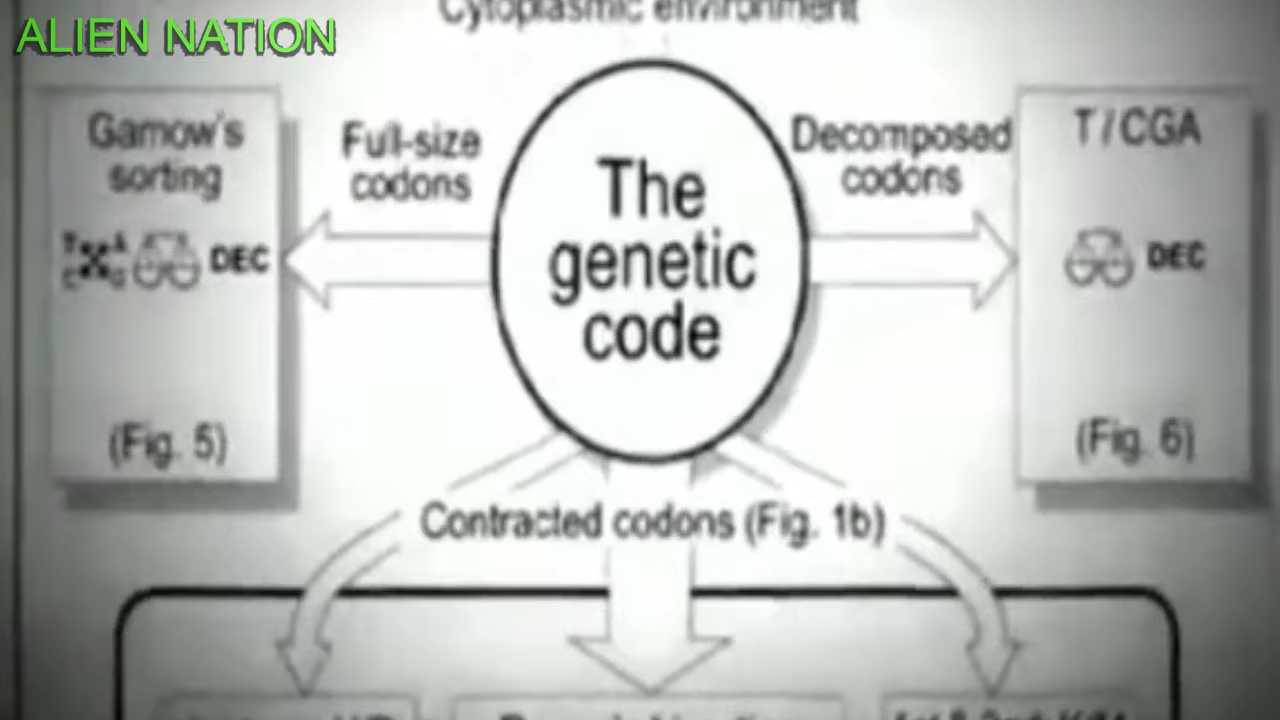 ALIEN NATION
Cytoplasmic environment
Gamow's
sorting
T A
C G
DEC
(Fig. 5)
Full-size
codons
The
genetic
code
Decomposed
codons
T / CGA
DEC
(Fig. 6)
Contracted codons (Fig. 1b)